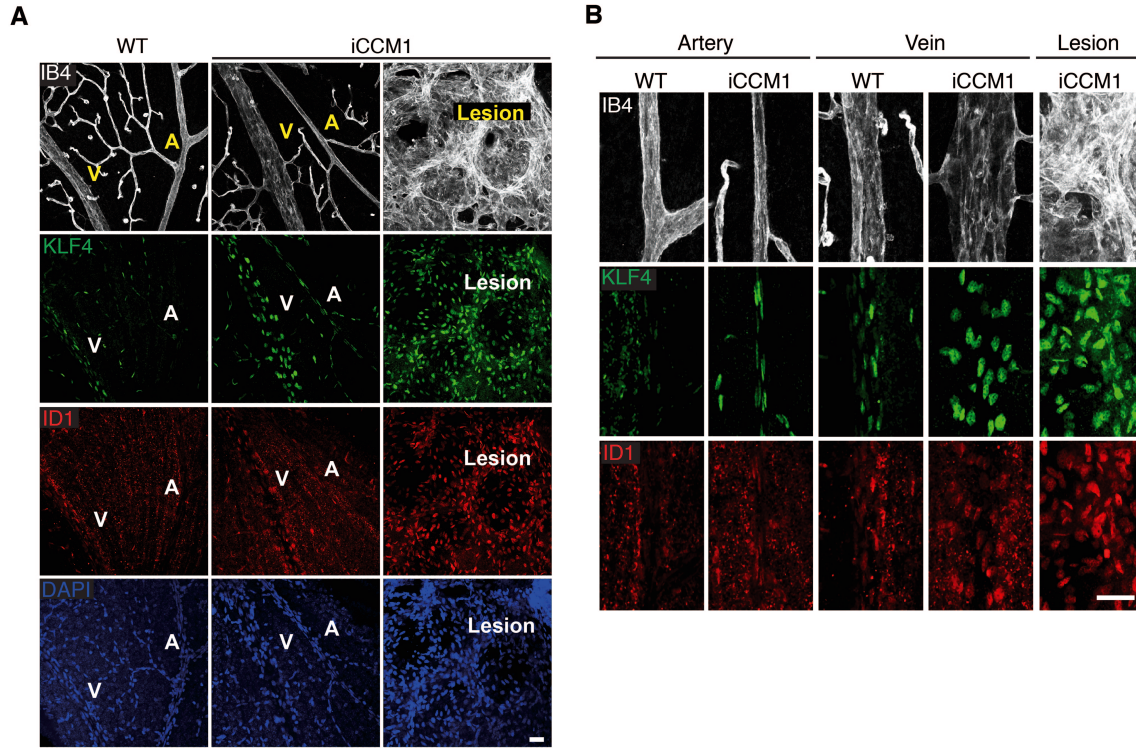 A
WT iCCM1
IB4
V A V A Lesion
KLF4
V A V A Lesion
ID1
V A V A Lesion
DAPI
V A V A Lesion
B
Artery Vein Lesion
WT iCCM1 WT iCCM1 iCCM1
IB4
KLF4
ID1